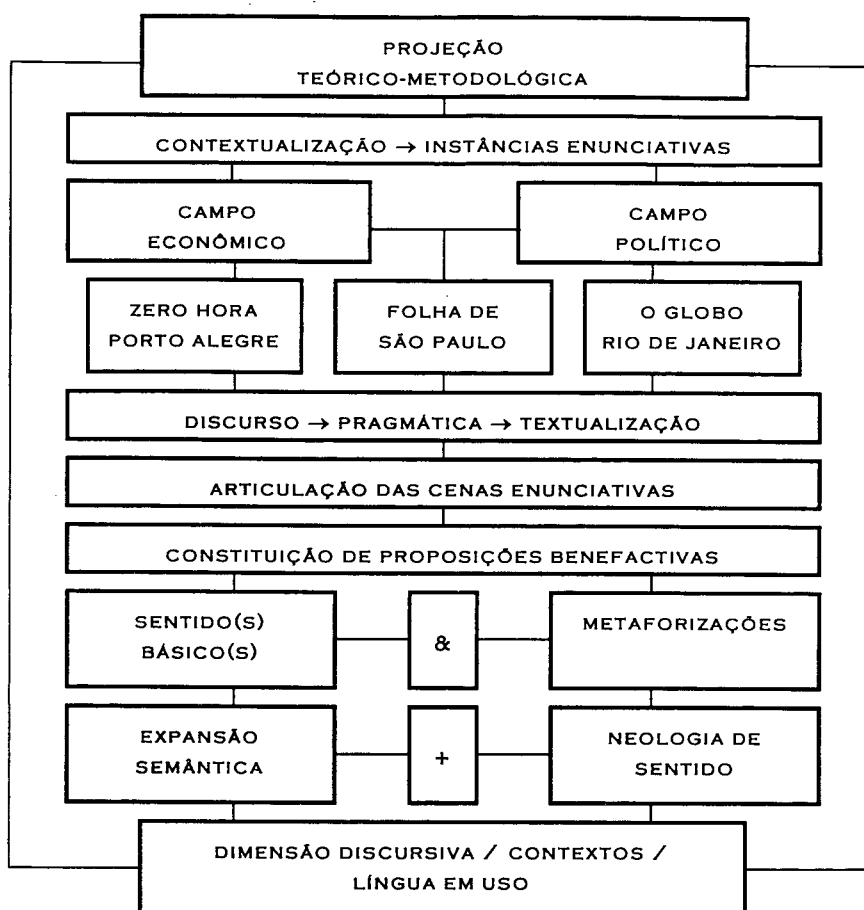 PROJEÇÃO
TEÓRICO-METODOLÓGICA
CONTEXTUALIZAÇÃO → INSTÂNCIAS ENUNCIATIVAS
CAMPO
ECONÔMICO
CAMPO
POLÍTICO
ZERO HORA
PORTO ALEGRE
FOLHA DE
SÃO PAULO
O GLOBO
RIO DE JANEIRO
DISCURSO → PRAGMÁTICA → TEXTUALIZAÇÃO
ARTICULAÇÃO DAS CENAS ENUNCIATIVAS
CONSTITUIÇÃO DE PROPOSIÇÕES BENEFACTIVAS
SENTIDO(S)
BÁSICO(S)
&
METAFORIZAÇÕES
EXPANSÃO
SEMÂNTICA
+
NEOLOGIA DE
SENTIDO
DIMENSÃO DISCURSIVA / CONTEXTOS /
LÍNGUA EM USO